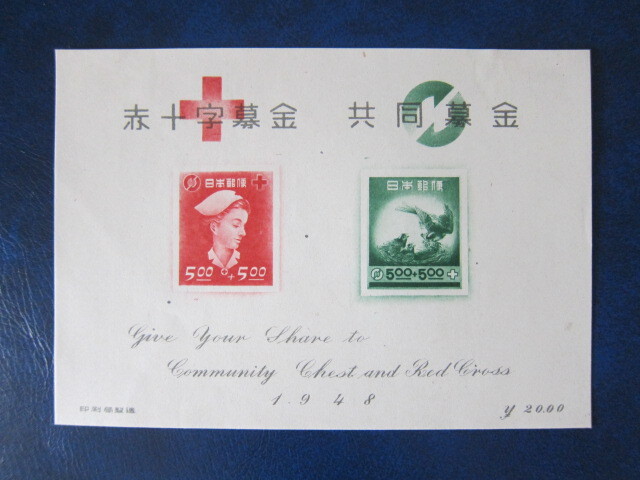 赤十字募金 共同募金
日本郵便
5.00+5.00
日本郵便
5.00+5.00
Give Your Share to
Community Chest and Red Cross
1948
印刷局製造
¥ 20.00